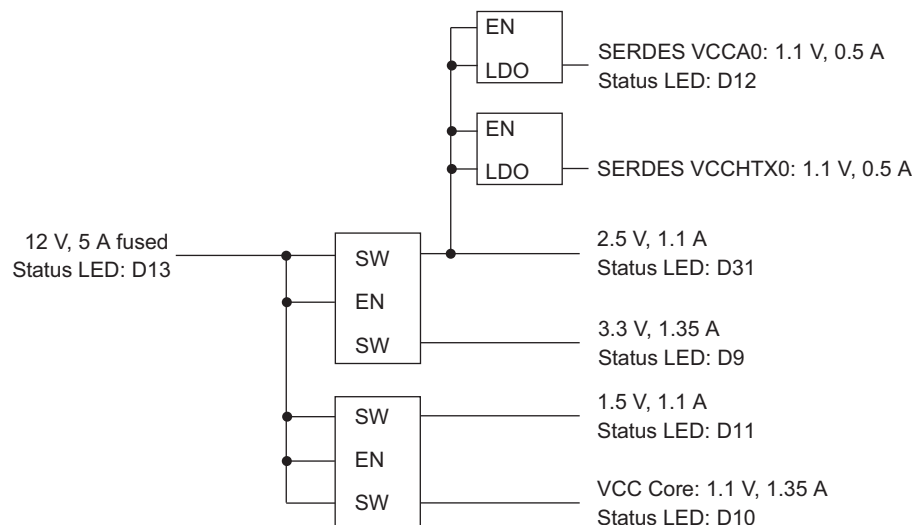 EN
LDO
SERDES VCCA0: 1.1 V, 0.5 A
Status LED: D12
EN
LDO
SERDES VCCHTX0: 1.1 V, 0.5 A
12 V, 5 A fused
Status LED: D13
SW
EN
SW
2.5 V, 1.1 A
Status LED: D31
3.3 V, 1.35 A
Status LED: D9
SW
EN
SW
1.5 V, 1.1 A
Status LED: D11
VCC Core: 1.1 V, 1.35 A
Status LED: D10